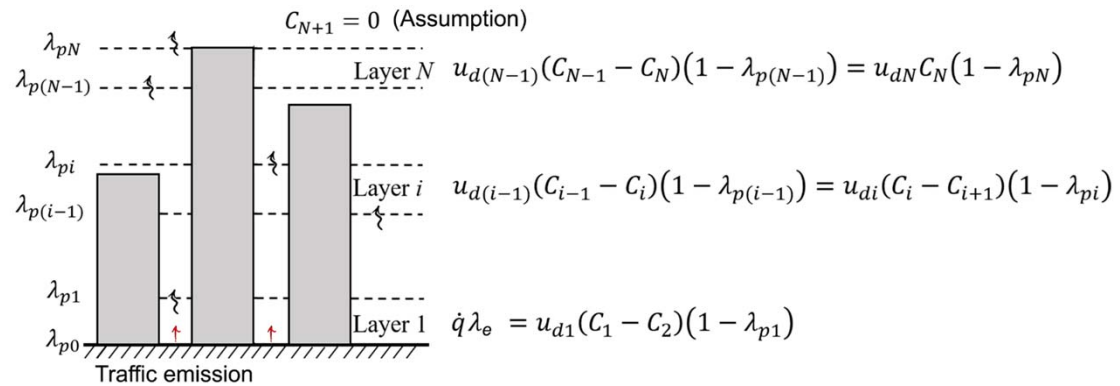 C_{N+1} = 0 (Assumption)
λ_{pN}
Layer N u_{d(N−1)}(C_{N−1} − C_N)(1 − λ_{p(N−1)}) = u_{dN}C_N(1 − λ_{pN})
λ_{p(N−1)}
λ_{pi}
Layer i u_{d(i−1)}(C_{i−1} − C_i)(1 − λ_{p(i−1)}) = u_{di}(C_i − C_{i+1})(1 − λ_{pi})
λ_{p(i−1)}
λ_{p1}
Layer 1 q̇λ_e = u_{d1}(C_1 − C_2)(1 − λ_{p1})
λ_{p0}
Traffic emission